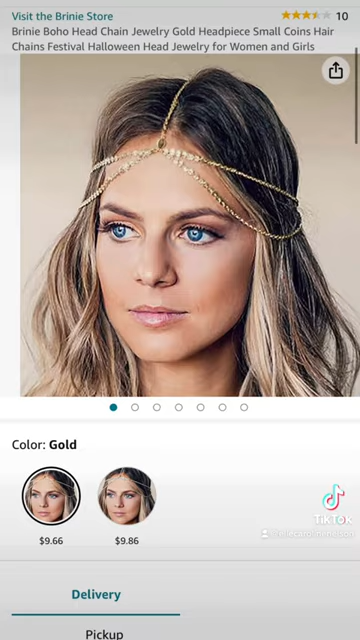 Visit the Brinie Store
10
Brinie Boho Head Chain Jewelry Gold Headpiece Small Coins Hair
Chains Festival Halloween Head Jewelry for Women and Girls
Color: Gold
$9.66
$9.86
TikTok
Delivery
Pickup